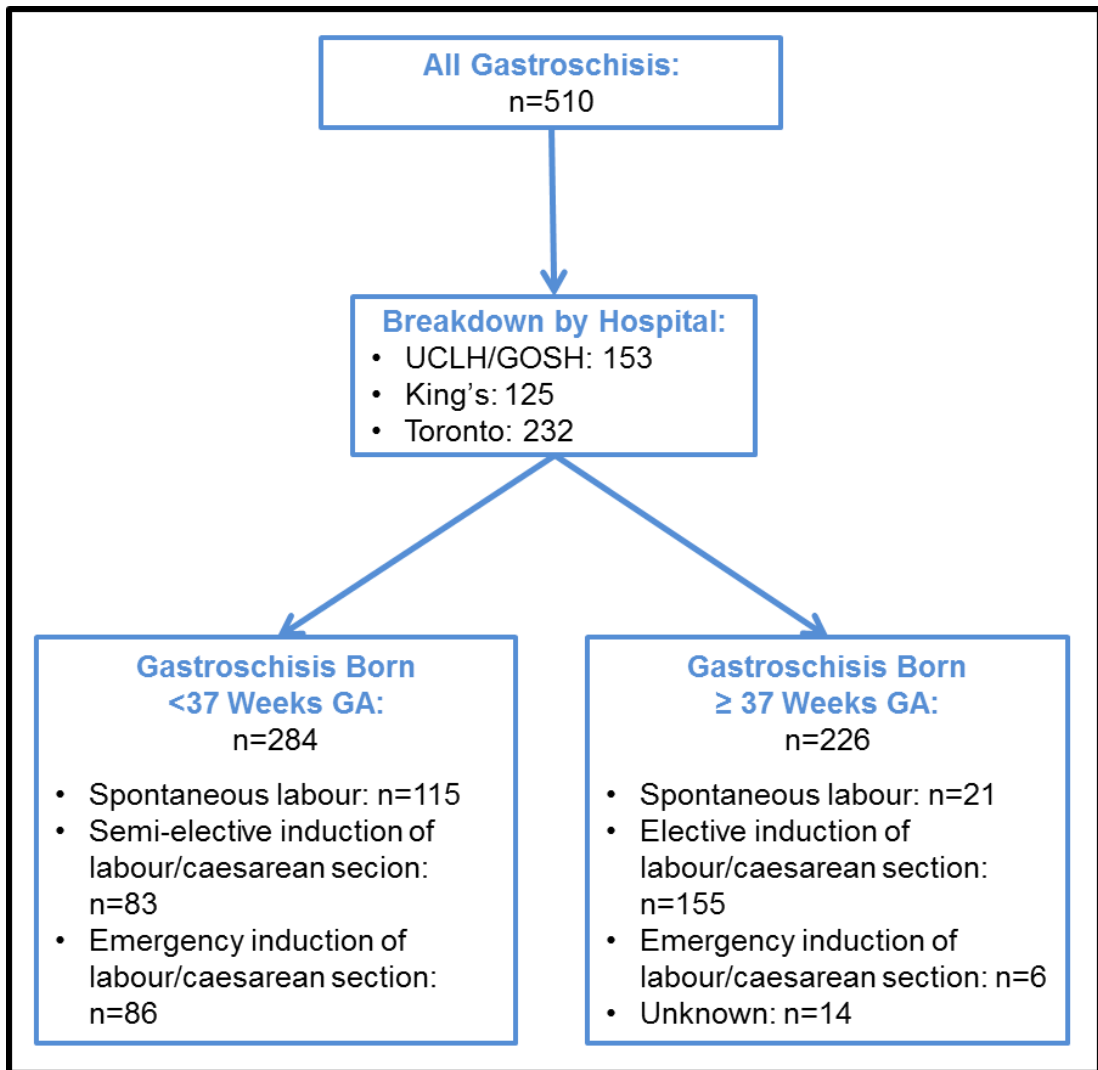 All Gastroschisis:
n=510
Breakdown by Hospital:
• UCLH/GOSH: 153
• King's: 125
• Toronto: 232
Gastroschisis Born
<37 Weeks GA:
n=284
• Spontaneous labour: n=115
• Semi-elective induction of
labour/caesarean secion:
n=83
• Emergency induction of
labour/caesarean section:
n=86
Gastroschisis Born
≥ 37 Weeks GA:
n=226
• Spontaneous labour: n=21
• Elective induction of
labour/caesarean section:
n=155
• Emergency induction of
labour/caesarean section: n=6
• Unknown: n=14